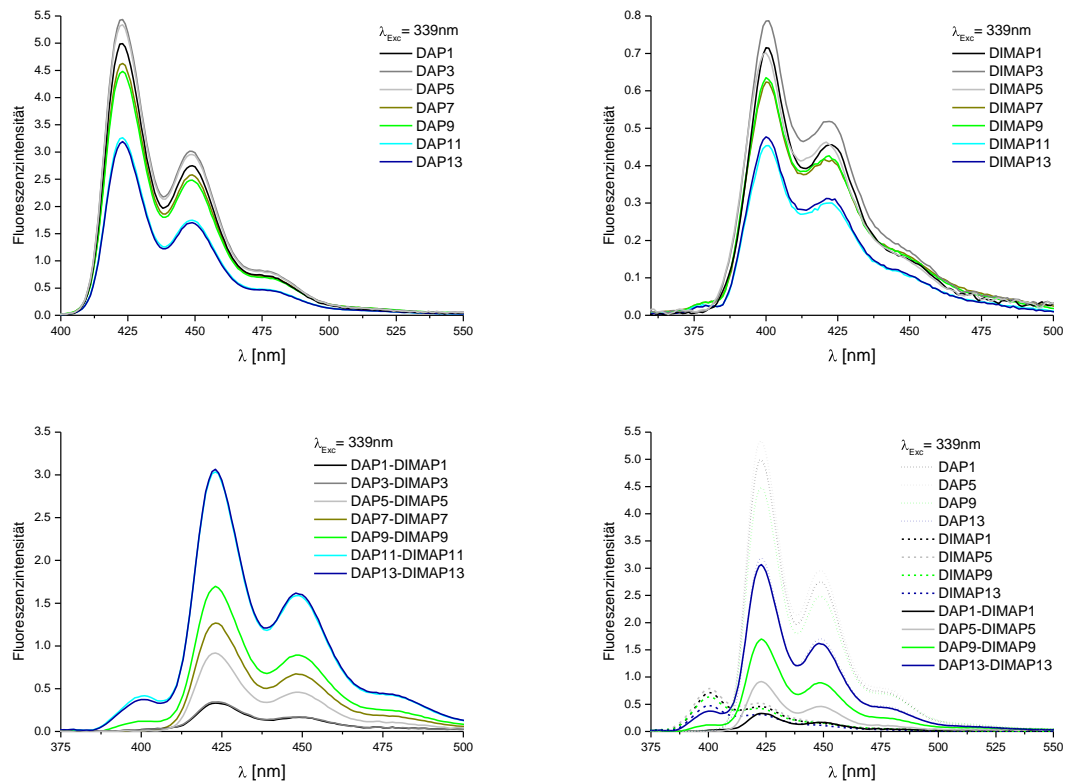 5.5
5.0
4.5
4.0
3.5
3.0
2.5
2.0
1.5
1.0
0.5
0.0
Fluoreszenzintensität
λExc= 339nm
DAP1
DAP3
DAP5
DAP7
DAP9
DAP11
DAP13
400 425 450 475 500 525 550
λ [nm]
0.8
0.7
0.6
0.5
0.4
0.3
0.2
0.1
0.0
Fluoreszenzintensität
λExc= 339nm
DIMAP1
DIMAP3
DIMAP5
DIMAP7
DIMAP9
DIMAP11
DIMAP13
375 400 425 450 475 500
λ [nm]
3.5
3.0
2.5
2.0
1.5
1.0
0.5
0.0
Fluoreszenzintensität
λExc= 339nm
DAP1-DIMAP1
DAP3-DIMAP3
DAP5-DIMAP5
DAP7-DIMAP7
DAP9-DIMAP9
DAP11-DIMAP11
DAP13-DIMAP13
375 400 425 450 475 500
λ [nm]
5.5
5.0
4.5
4.0
3.5
3.0
2.5
2.0
1.5
1.0
0.5
0.0
Fluoreszenzintensität
λExc= 339nm
DAP1
DAP5
DAP9
DAP13
DIMAP1
DIMAP5
DIMAP9
DIMAP13
DAP1-DIMAP1
DAP5-DIMAP5
DAP9-DIMAP9
DAP13-DIMAP13
375 400 425 450 475 500 525 550
λ [nm]